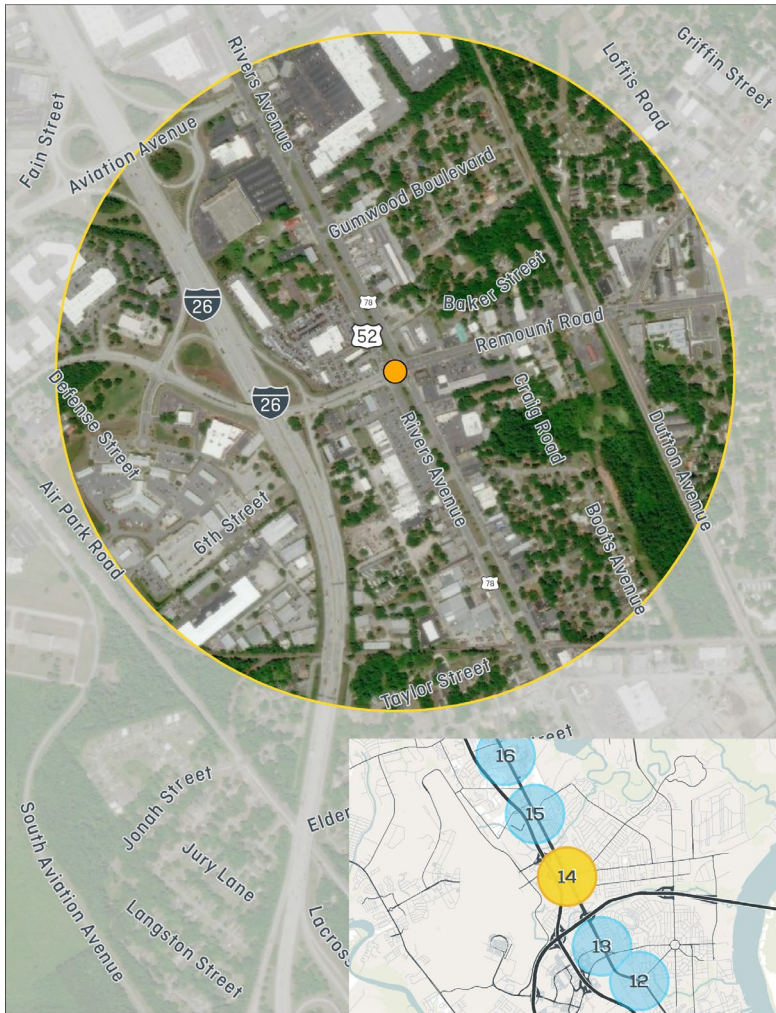 Rivers Avenue
Griffin Street
Loftis Road
Fain Street
Aviation Avenue
Gumwood Boulevard
Baker Street
26
78
52
Remount Road
26
Defense Street
Craig Road
Rivers Avenue
Dutton Avenue
Air Park Road
6th Street
Boots Avenue
78
Taylor Street
Jonah Street
Elder
Jury Lane
South Aviation Avenue
Langston Street
Lacross
16
15
14
13
12